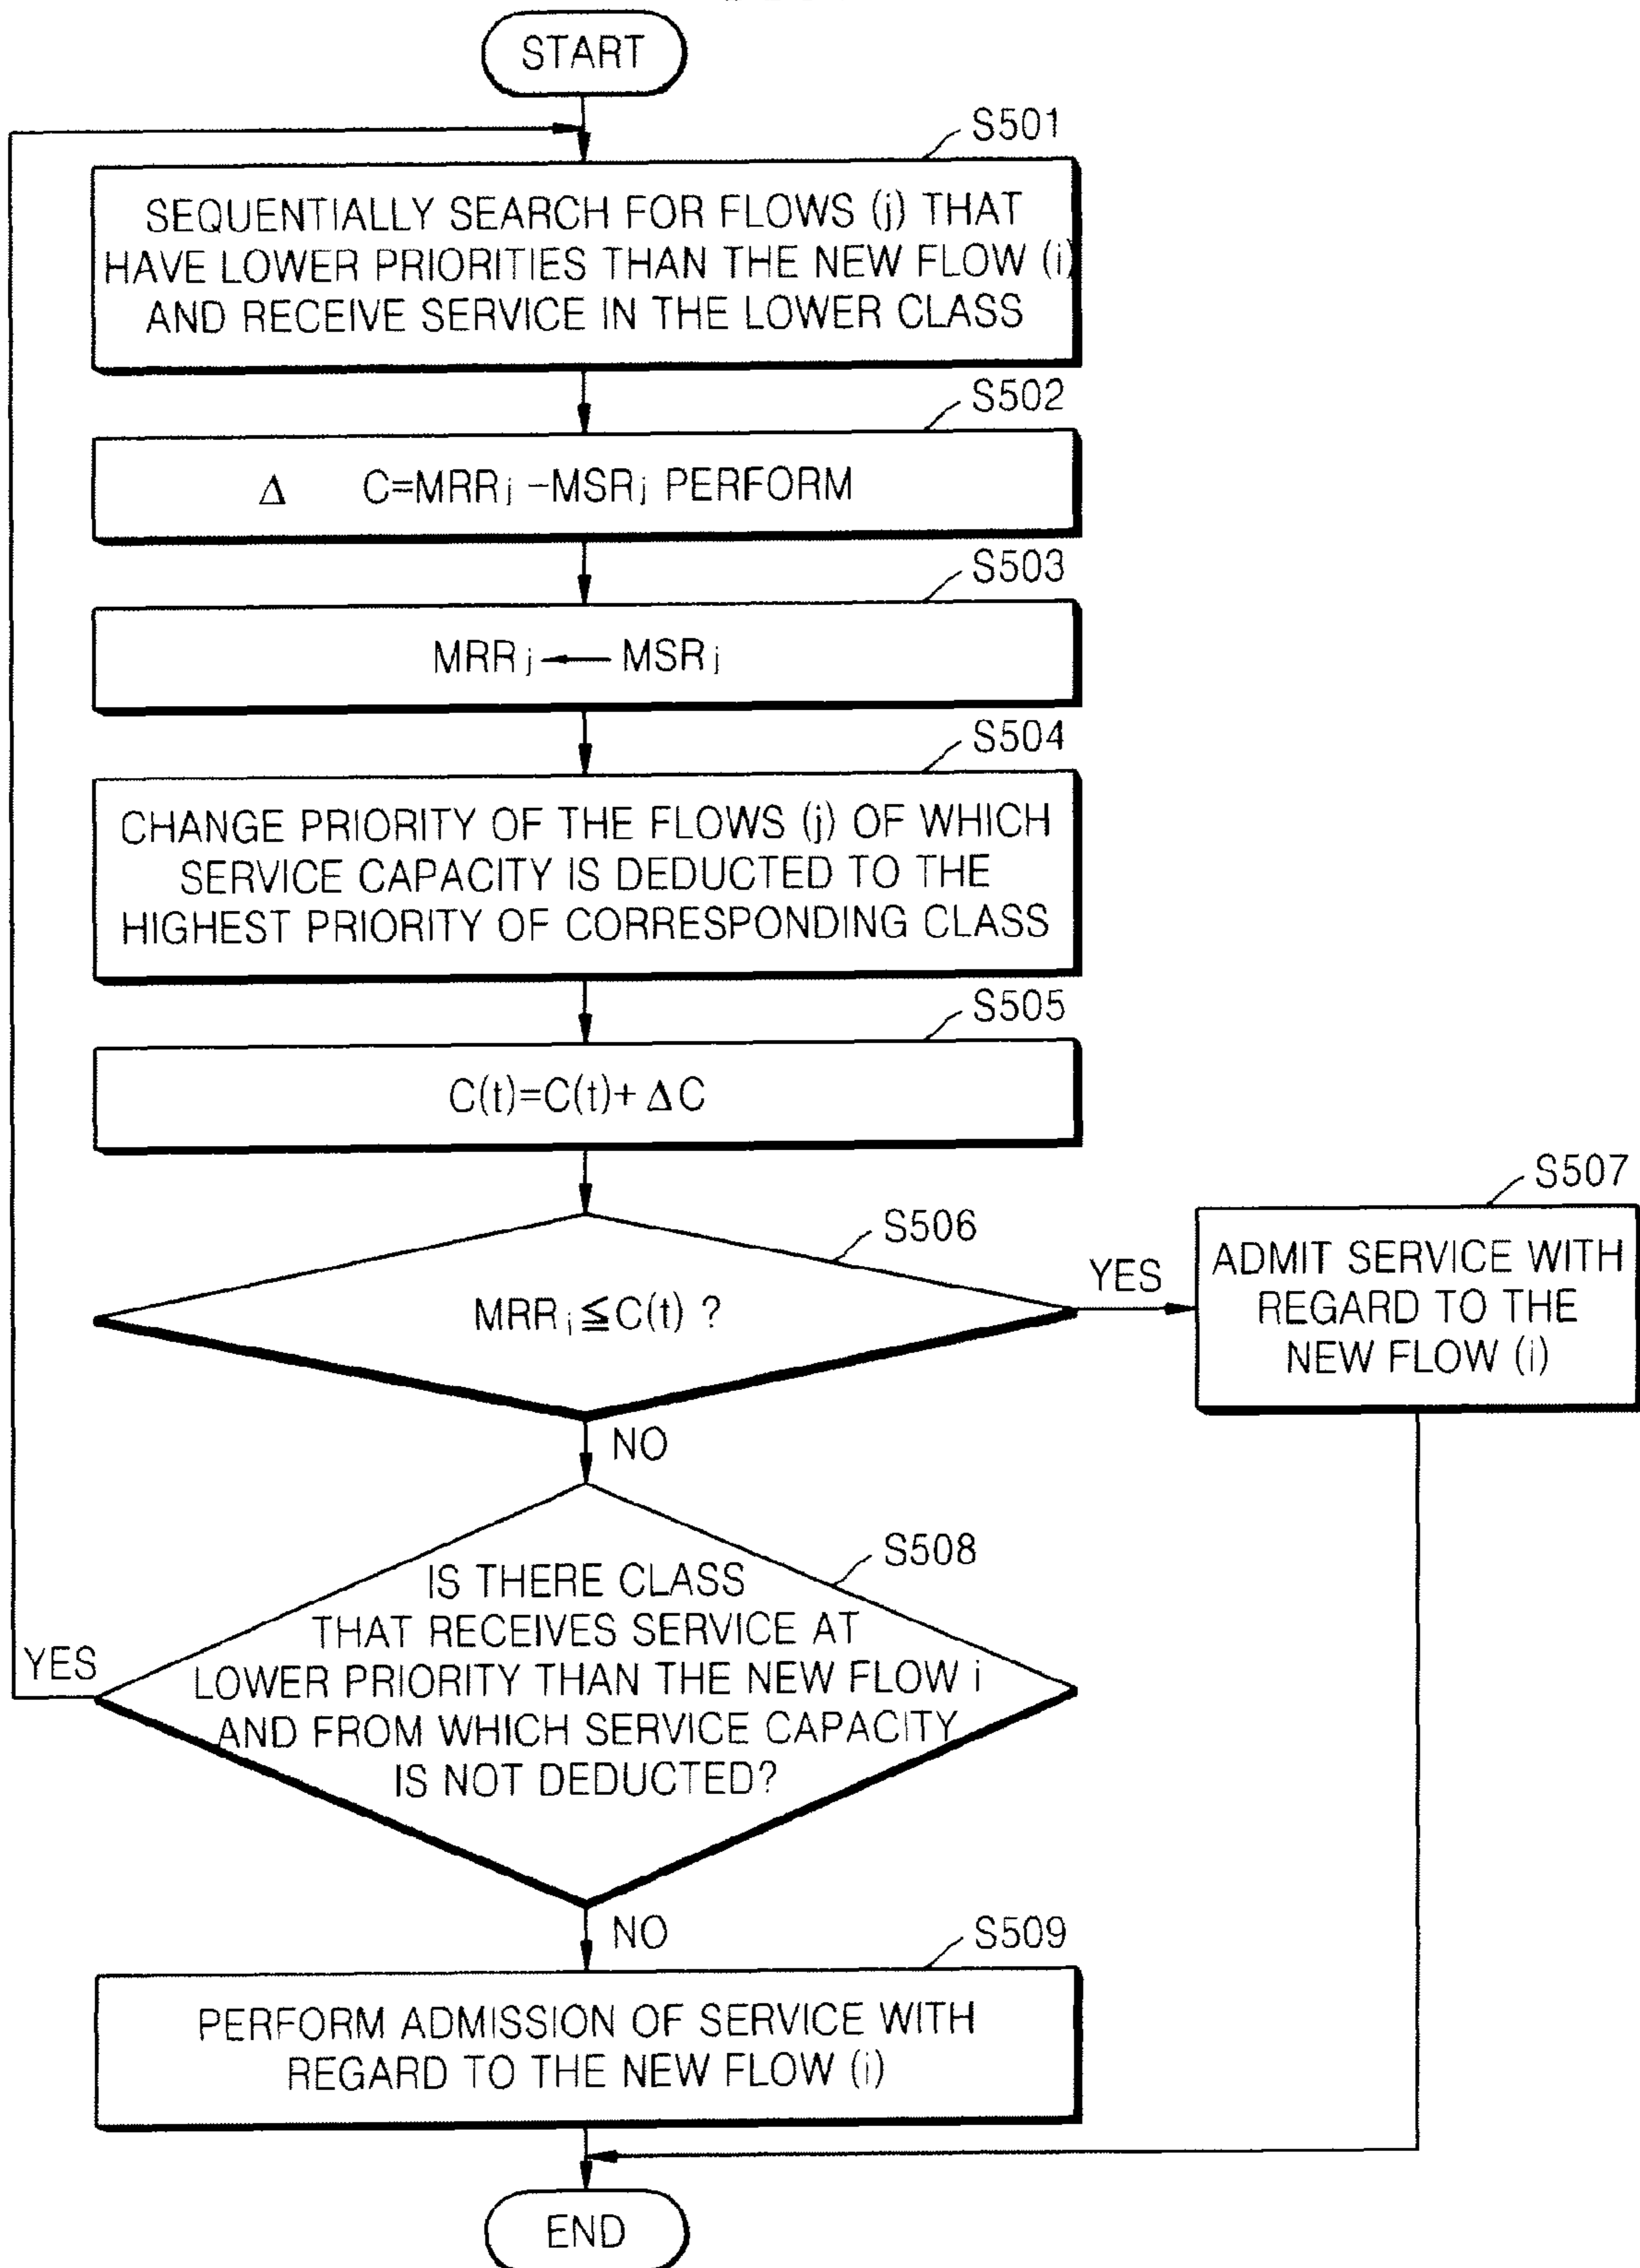 START
S501
SEQUENTIALLY SEARCH FOR FLOWS (j) THAT
HAVE LOWER PRIORITIES THAN THE NEW FLOW (i)
AND RECEIVE SERVICE IN THE LOWER CLASS
S502
Δ C=MRRj -MSRj PERFORM
S503
MRRj ← MSRj
S504
CHANGE PRIORITY OF THE FLOWS (j) OF WHICH
SERVICE CAPACITY IS DEDUCTED TO THE
HIGHEST PRIORITY OF CORRESPONDING CLASS
S505
C(t)=C(t)+ ΔC
S506
MRRi ≦ C(t) ?
YES
S507
ADMIT SERVICE WITH
REGARD TO THE
NEW FLOW (i)
NO
S508
IS THERE CLASS
THAT RECEIVES SERVICE AT
LOWER PRIORITY THAN THE NEW FLOW i
AND FROM WHICH SERVICE CAPACITY
IS NOT DEDUCTED?
YES
NO
S509
PERFORM ADMISSION OF SERVICE WITH
REGARD TO THE NEW FLOW (i)
END